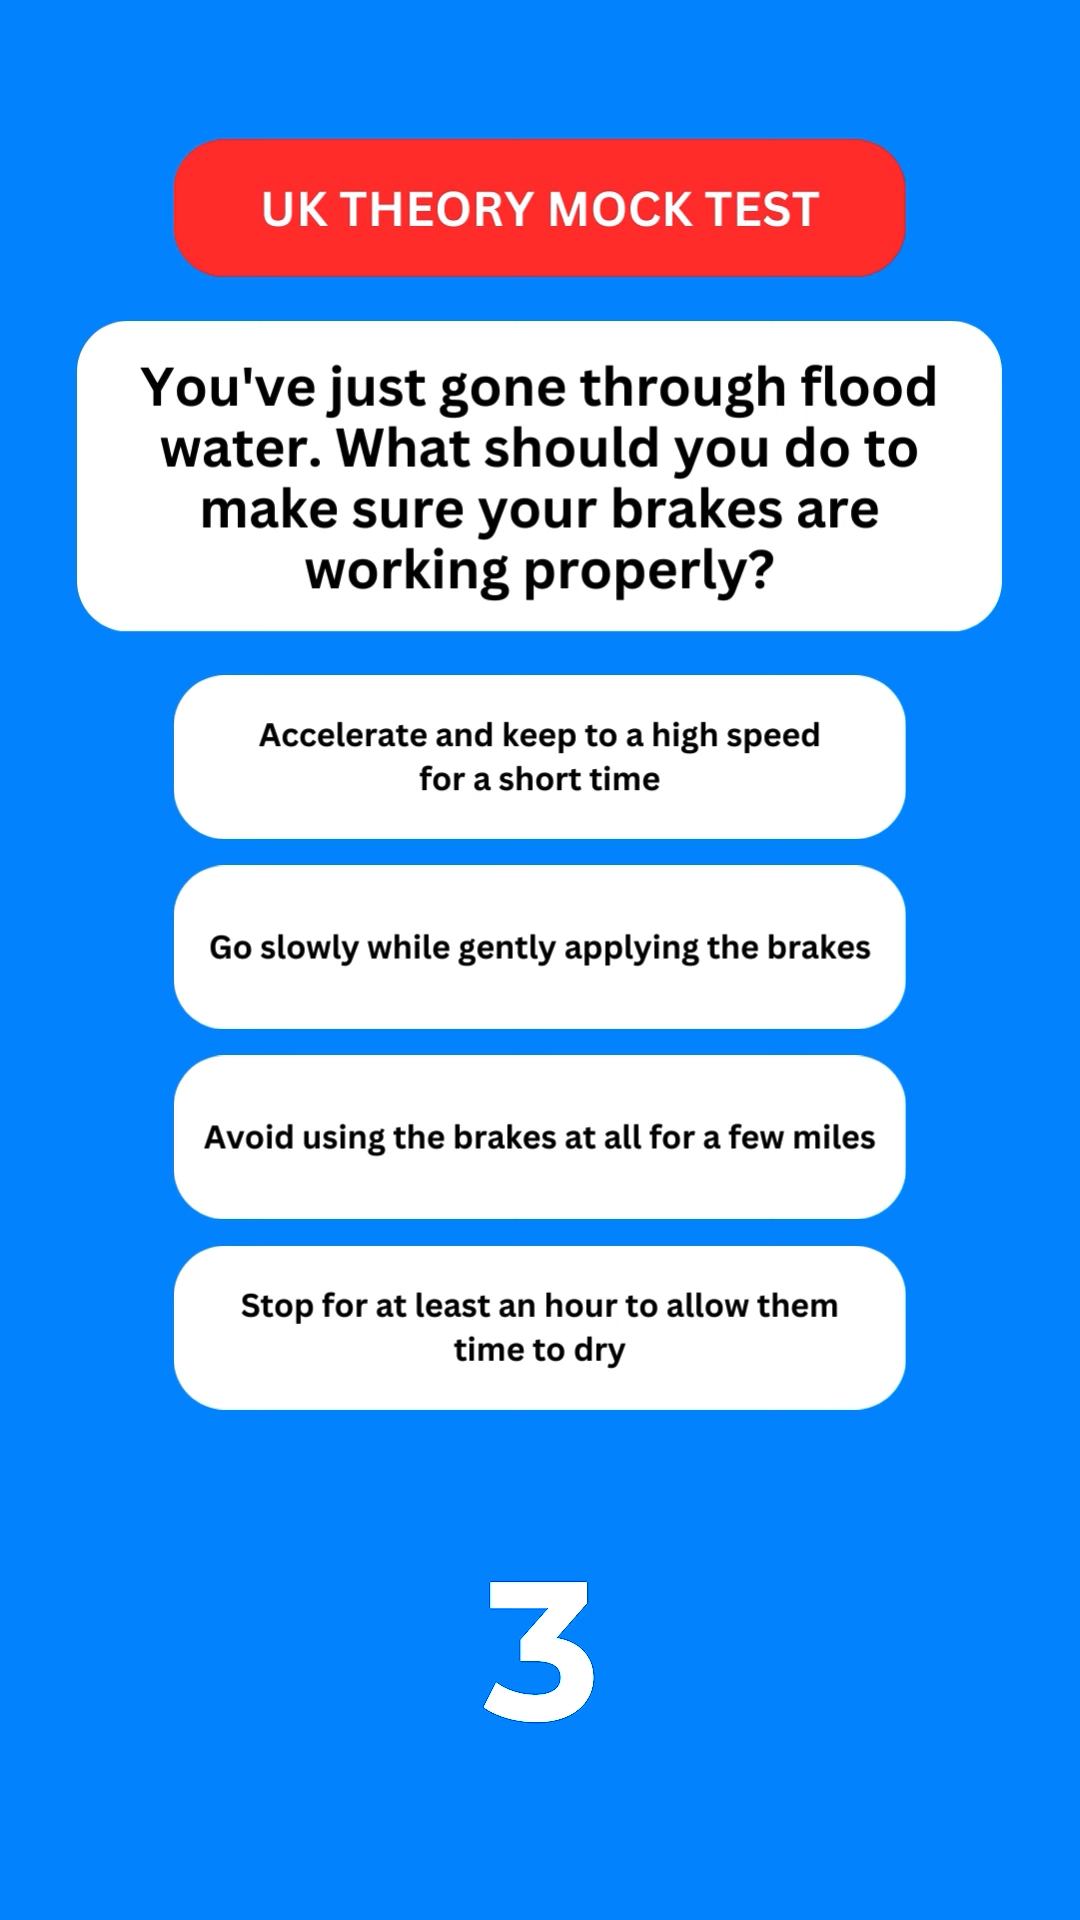 UK THEORY MOCK TEST
You've just gone through flood
water. What should you do to
make sure your brakes are
working properly?
Accelerate and keep to a high speed
for a short time
Go slowly while gently applying the brakes
Avoid using the brakes at all for a few miles
Stop for at least an hour to allow them
time to dry
3